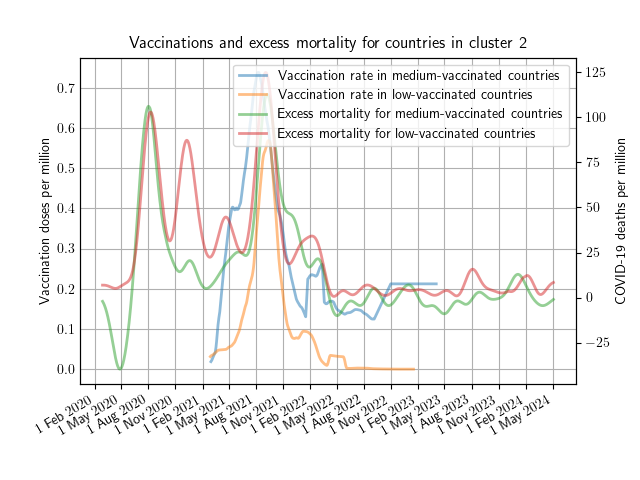 Vaccinations and excess mortality for countries in cluster 2
Vaccination rate in medium-vaccinated countries
Vaccination rate in low-vaccinated countries
Excess mortality for medium-vaccinated countries
Excess mortality for low-vaccinated countries
Vaccination doses per million
0.7
0.6
0.5
0.4
0.3
0.2
0.1
0.0
COVID-19 deaths per million
125
100
75
50
25
0
−25
1 Feb 2020
1 May 2020
1 Aug 2020
1 Nov 2020
1 Feb 2021
1 May 2021
1 Aug 2021
1 Nov 2021
1 Feb 2022
1 May 2022
1 Aug 2022
1 Nov 2022
1 Feb 2023
1 May 2023
1 Aug 2023
1 Nov 2023
1 Feb 2024
1 May 2024